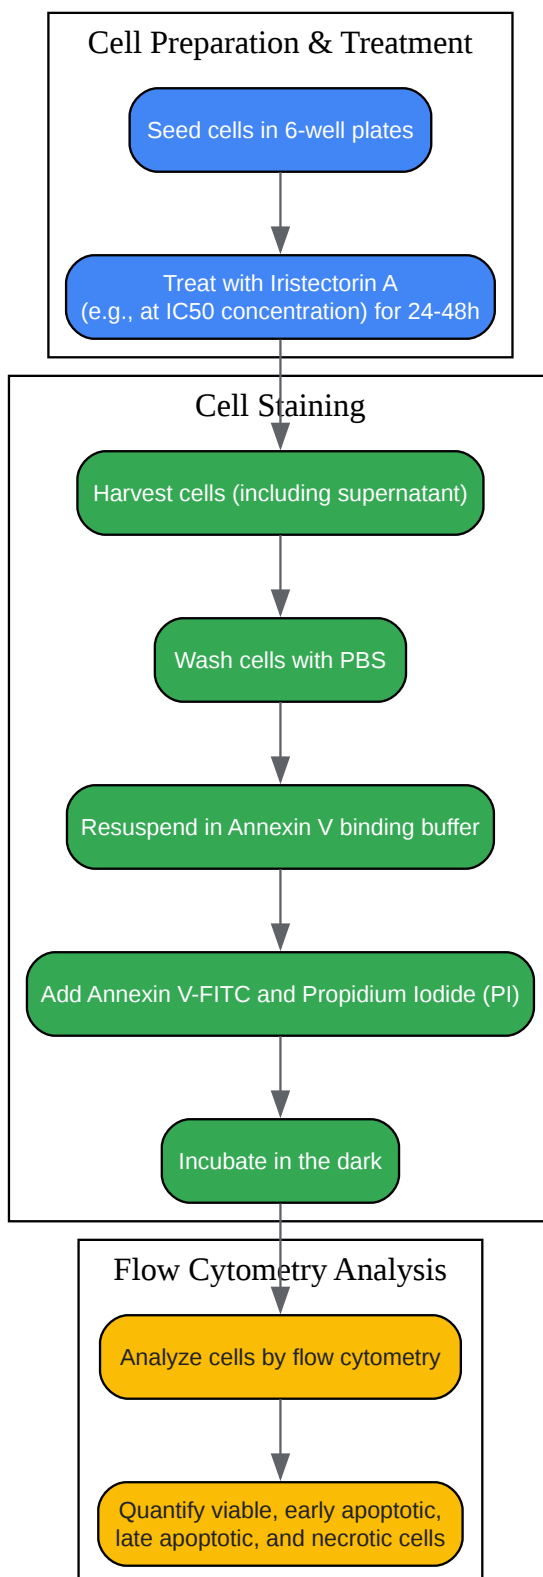 Cell Preparation & Treatment
Seed cells in 6-well plates
Treat with Iristectorin A
(e.g., at IC50 concentration) for 24-48h
Cell Staining
Harvest cells (including supernatant)
Wash cells with PBS
Resuspend in Annexin V binding buffer
Add Annexin V-FITC and Propidium Iodide (PI)
Incubate in the dark
Flow Cytometry Analysis
Analyze cells by flow cytometry
Quantify viable, early apoptotic,
late apoptotic, and necrotic cells